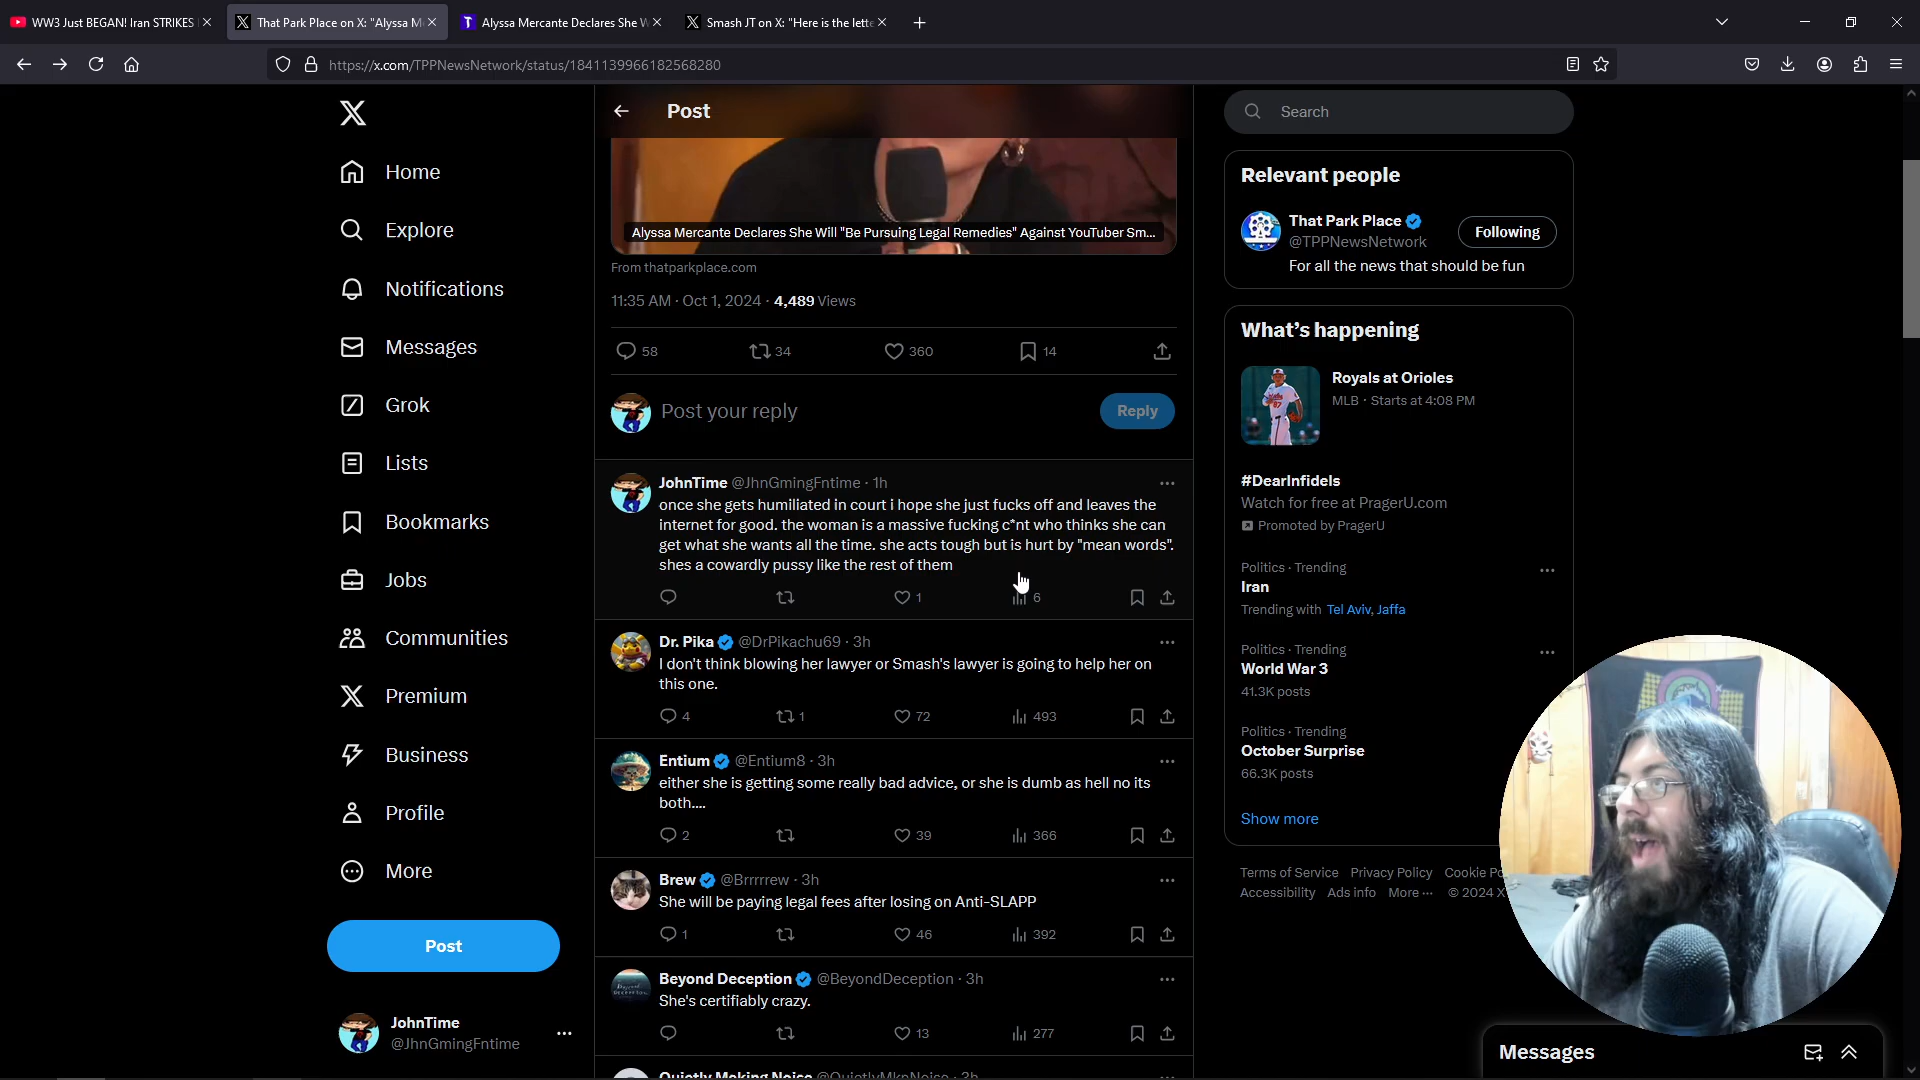 WW3 Just BEGAN! Iran STRIKES
That Park Place on X: "Alyssa M
Alyssa Mercante Declares She W
Smash JT on X: "Here is the lette
https://x.com/TPPNewsNetwork/status/1841139966182568280
Home
Explore
Notifications
Messages
Grok
Lists
Bookmarks
Jobs
Communities
Premium
Business
Profile
More
Post
JohnTime
@JhnGmingFntime
Post
Alyssa Mercante Declares She Will "Be Pursuing Legal Remedies" Against YouTuber Sm...
From thatparkplace.com
11:35 AM · Oct 1, 2024 · 4,489 Views
58 34 360 14
Post your reply
Reply
JohnTime @JhnGmingFntime · 1h
once she gets humiliated in court i hope she just fucks off and leaves the
internet for good. the woman is a massive fucking c*nt who thinks she can
get what she wants all the time. she acts tough but is hurt by "mean words".
shes a cowardly pussy like the rest of them
1 6
Dr. Pika @DrPikachu69 · 3h
I don't think blowing her lawyer or Smash's lawyer is going to help her on
this one.
4 1 72 493
Entium @Entium8 · 3h
either she is getting some really bad advice, or she is dumb as hell no its
both....
2 39 366
Brew @Brrrrrew · 3h
She will be paying legal fees after losing on Anti-SLAPP
1 46 392
Beyond Deception @BeyondDeception · 3h
She's certifiably crazy.
13 277
Quietly Making Noise @QuietlyMknNoise · 3h
Search
Relevant people
That Park Place
@TPPNewsNetwork
Following
For all the news that should be fun
What's happening
Royals at Orioles
MLB · Starts at 4:08 PM
#DearInfidels
Watch for free at PragerU.com
Promoted by PragerU
Politics · Trending
Iran
Trending with Tel Aviv, Jaffa
Politics · Trending
World War 3
41.3K posts
Politics · Trending
October Surprise
66.3K posts
Show more
Terms of Service Privacy Policy Cookie Po
Accessibility Ads info More ··· © 2024 X
Messages